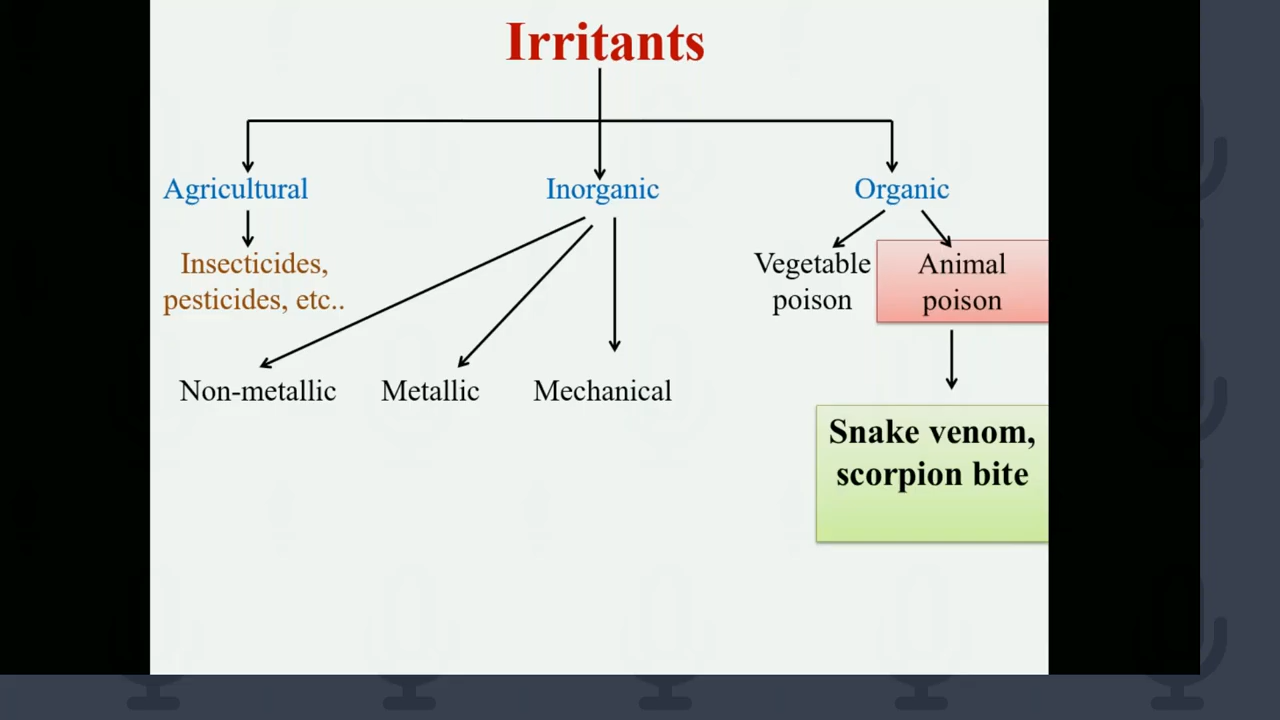 Irritants
Agricultural
Inorganic
Organic
Insecticides,
pesticides, etc..
Vegetable
poison
Animal
poison
Non-metallic
Metallic
Mechanical
Snake venom,
scorpion bite